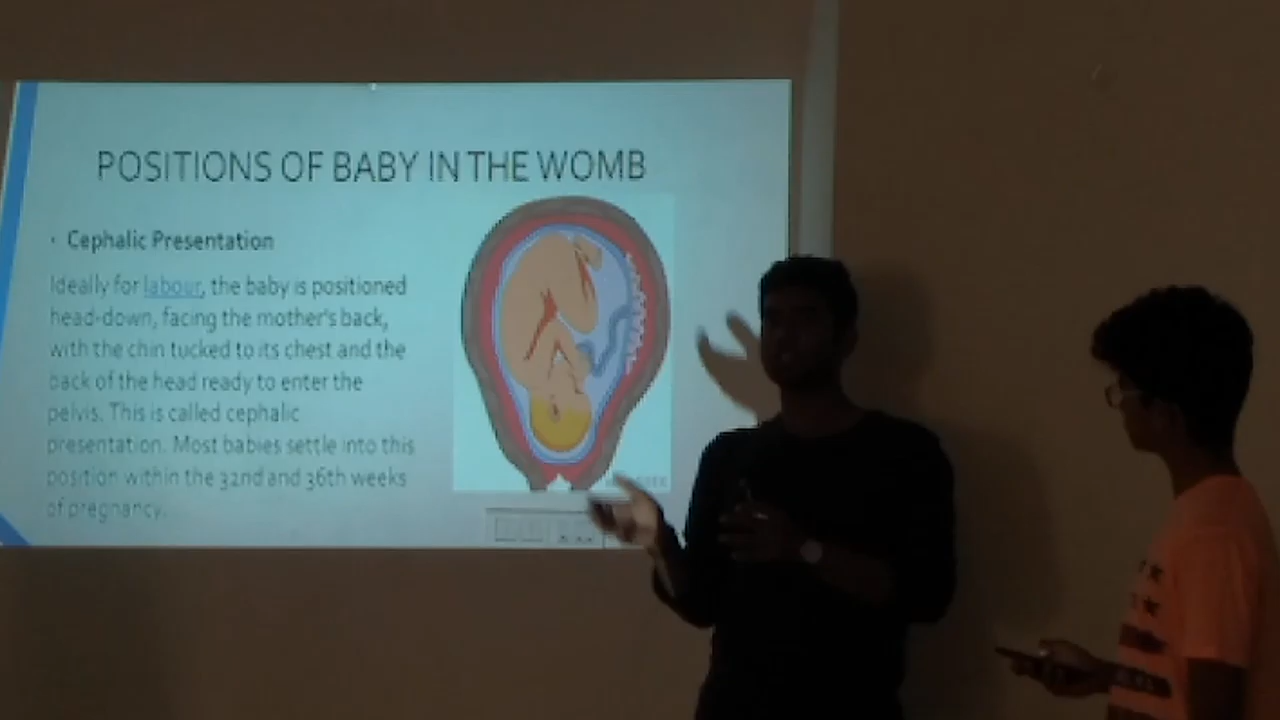 POSITIONS OF BABY IN THE WOMB
· Cephalic Presentation
Ideally for labour, the baby is positioned
head-down, facing the mother's back,
with the chin tucked to its chest and the
back of the head ready to enter the
pelvis. This is called cephalic
presentation. Most babies settle into this
position within the 32nd and 36th weeks
of pregnancy.